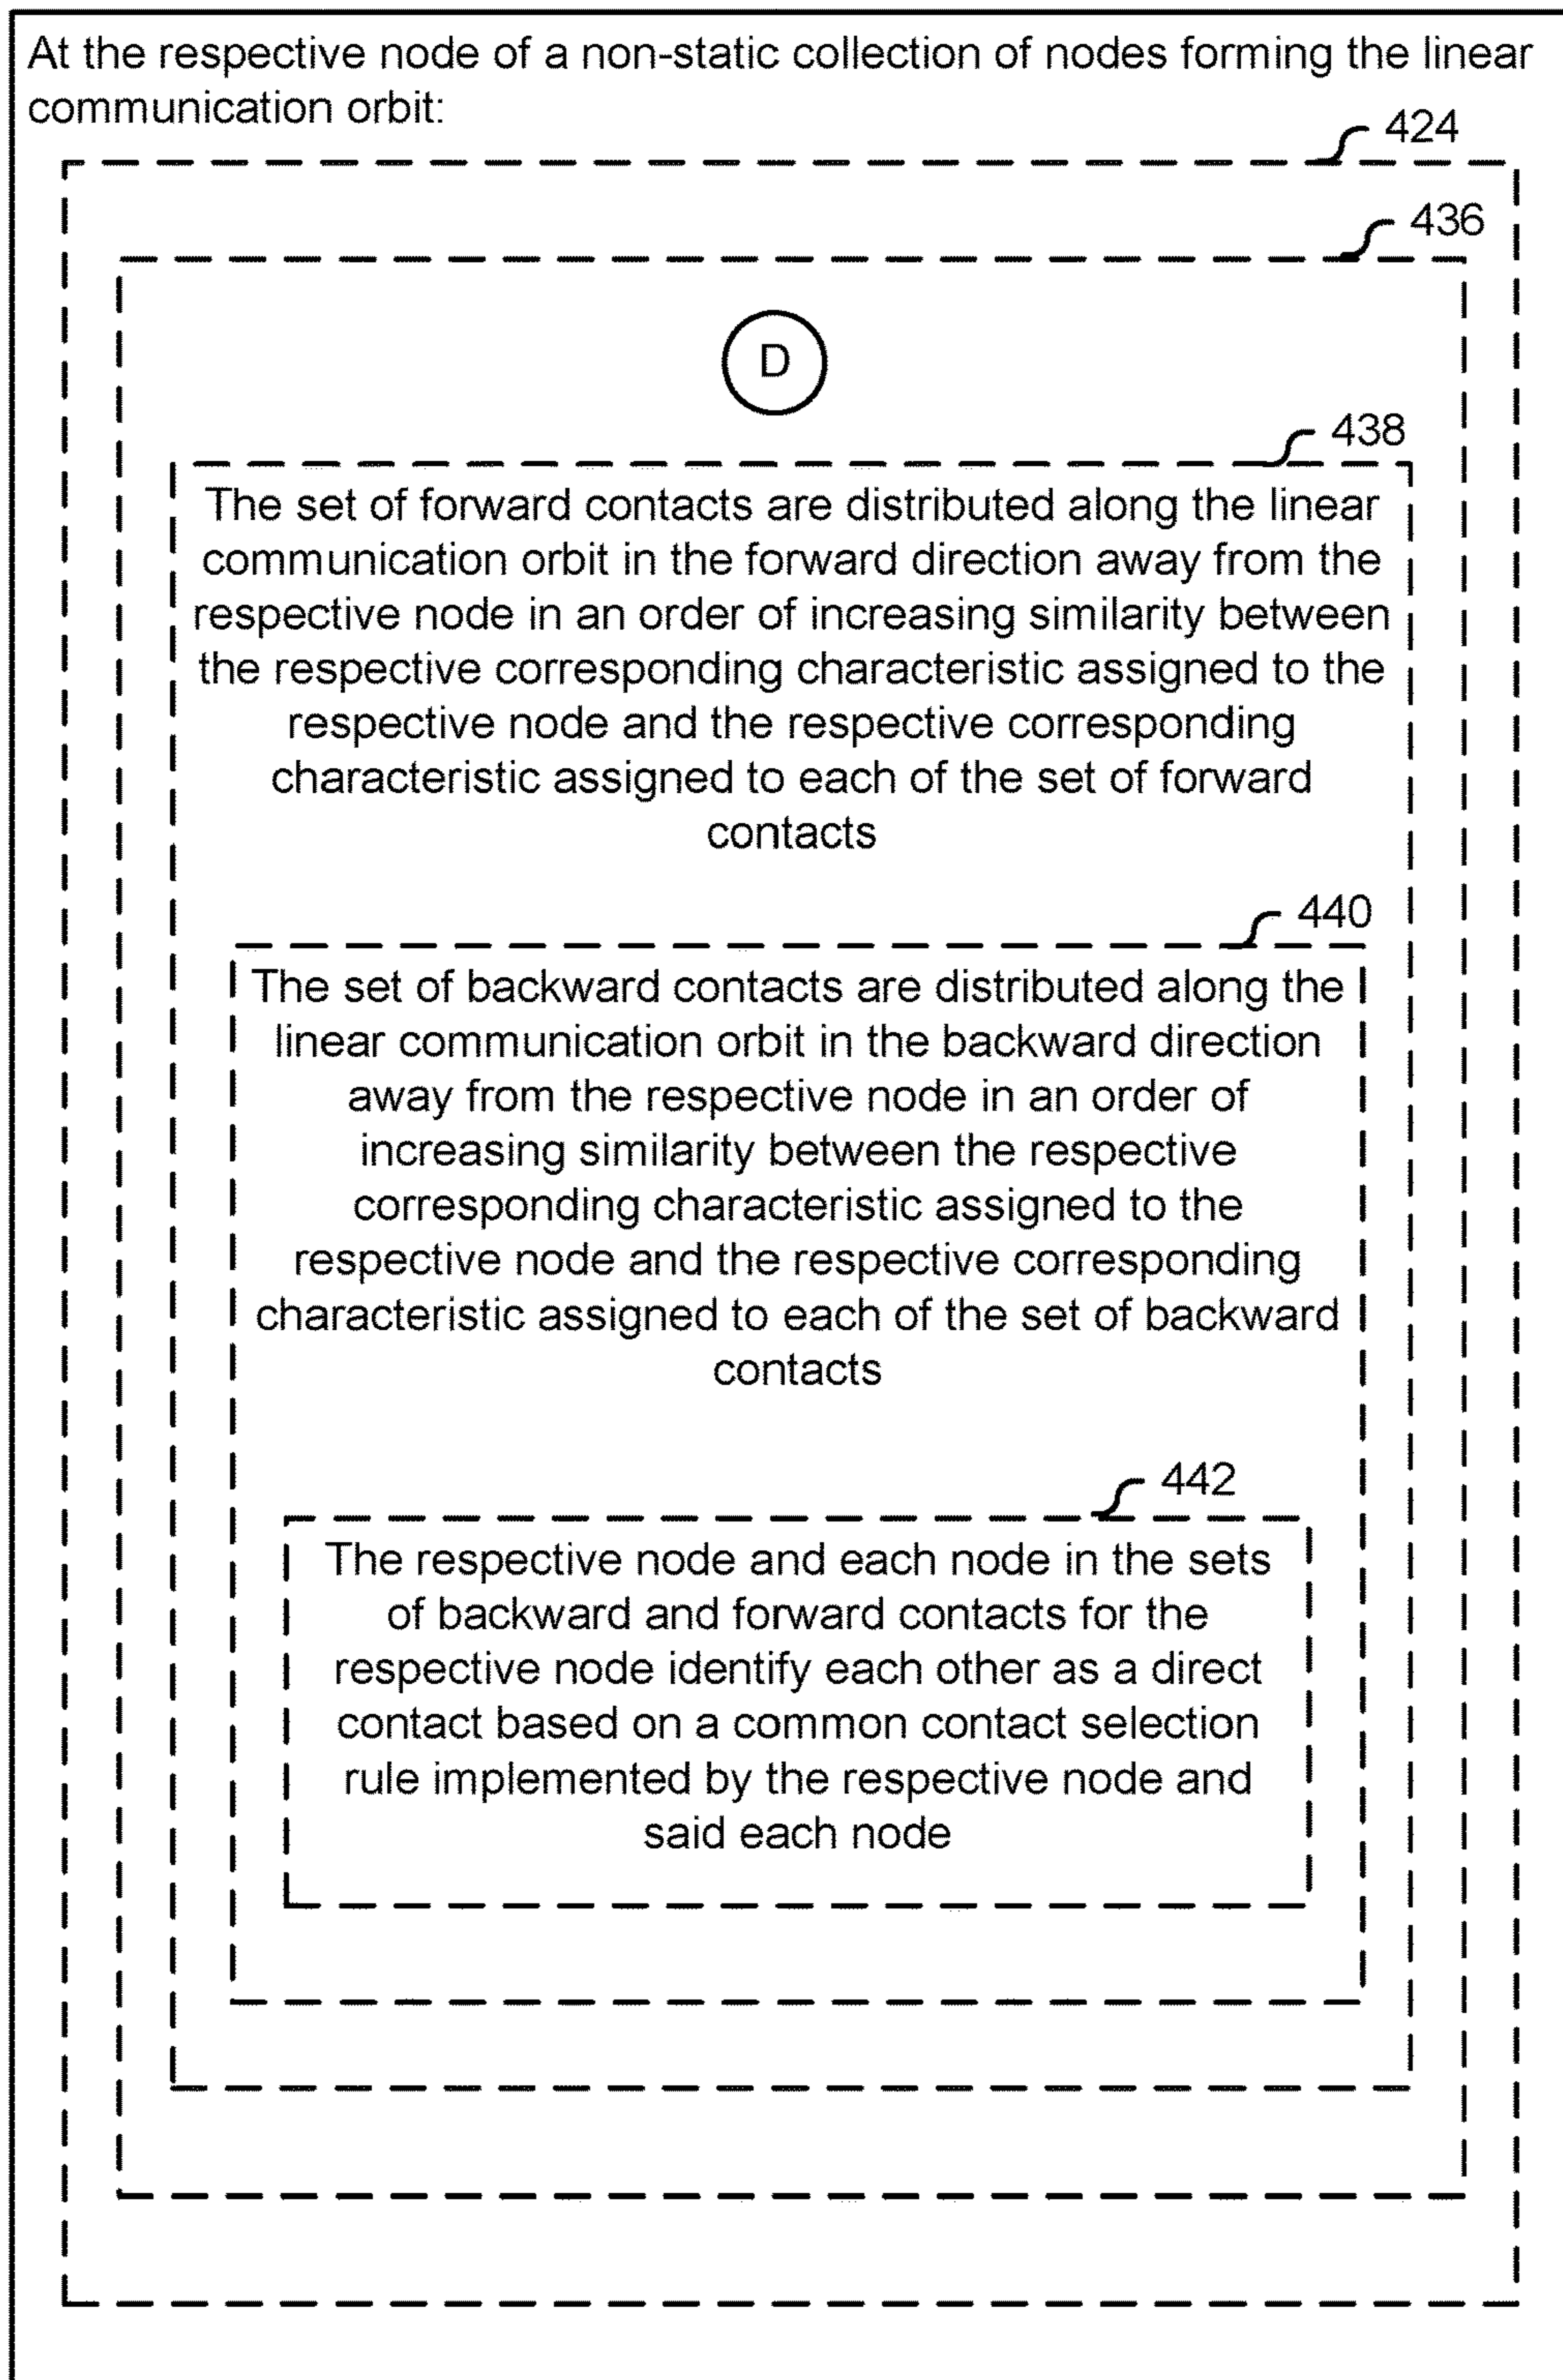 At the respective node of a non-static collection of nodes forming the linear
communication orbit:
424
436
D
438
The set of forward contacts are distributed along the linear
communication orbit in the forward direction away from the
respective node in an order of increasing similarity between
the respective corresponding characteristic assigned to the
respective node and the respective corresponding
characteristic assigned to each of the set of forward
contacts
440
The set of backward contacts are distributed along the
linear communication orbit in the backward direction
away from the respective node in an order of
increasing similarity between the respective
corresponding characteristic assigned to the
respective node and the respective corresponding
characteristic assigned to each of the set of backward
contacts
442
The respective node and each node in the sets
of backward and forward contacts for the
respective node identify each other as a direct
contact based on a common contact selection
rule implemented by the respective node and
said each node